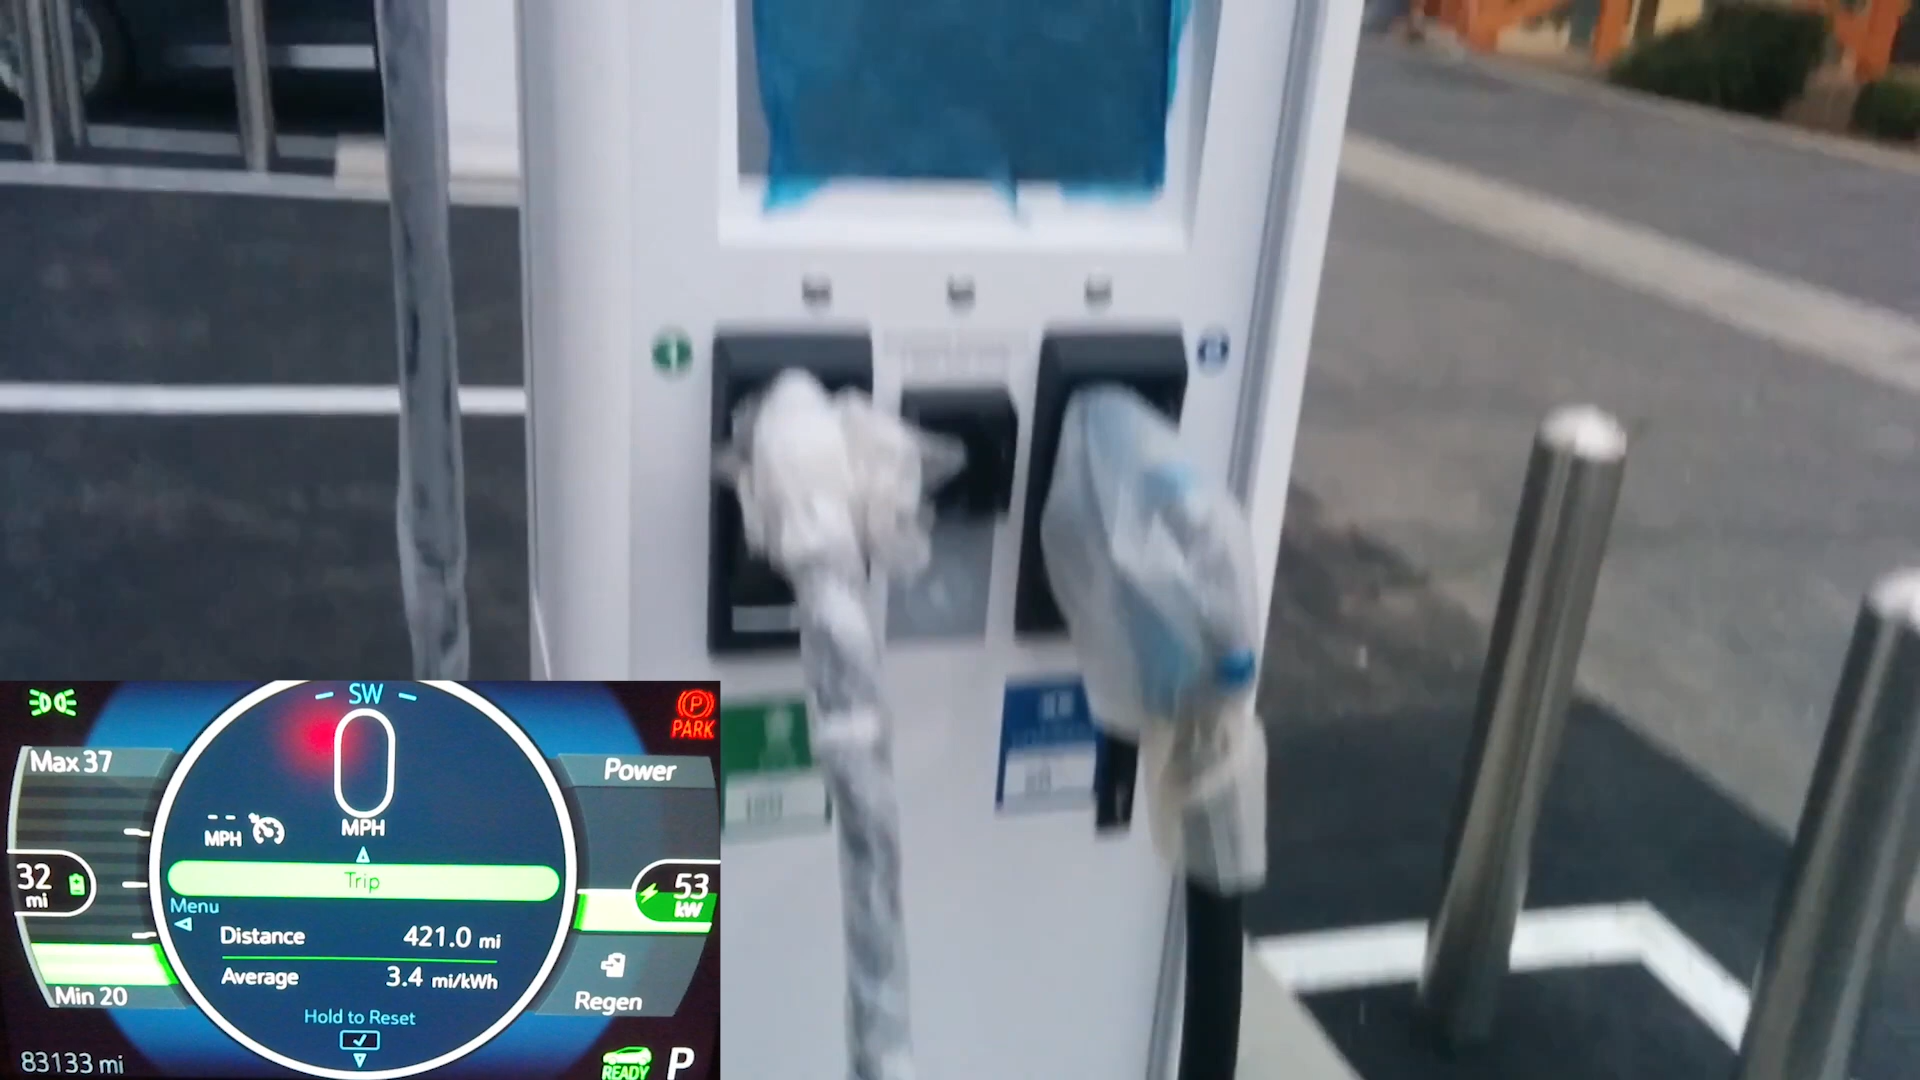 SW
P
PARK
Max 37
Power
MPH
-- MPH
32
mi
Trip
53
kW
Menu
Distance 421.0 mi
Average 3.4 mi/kWh
Min 20
Regen
Hold to Reset
83133 mi
READY
P